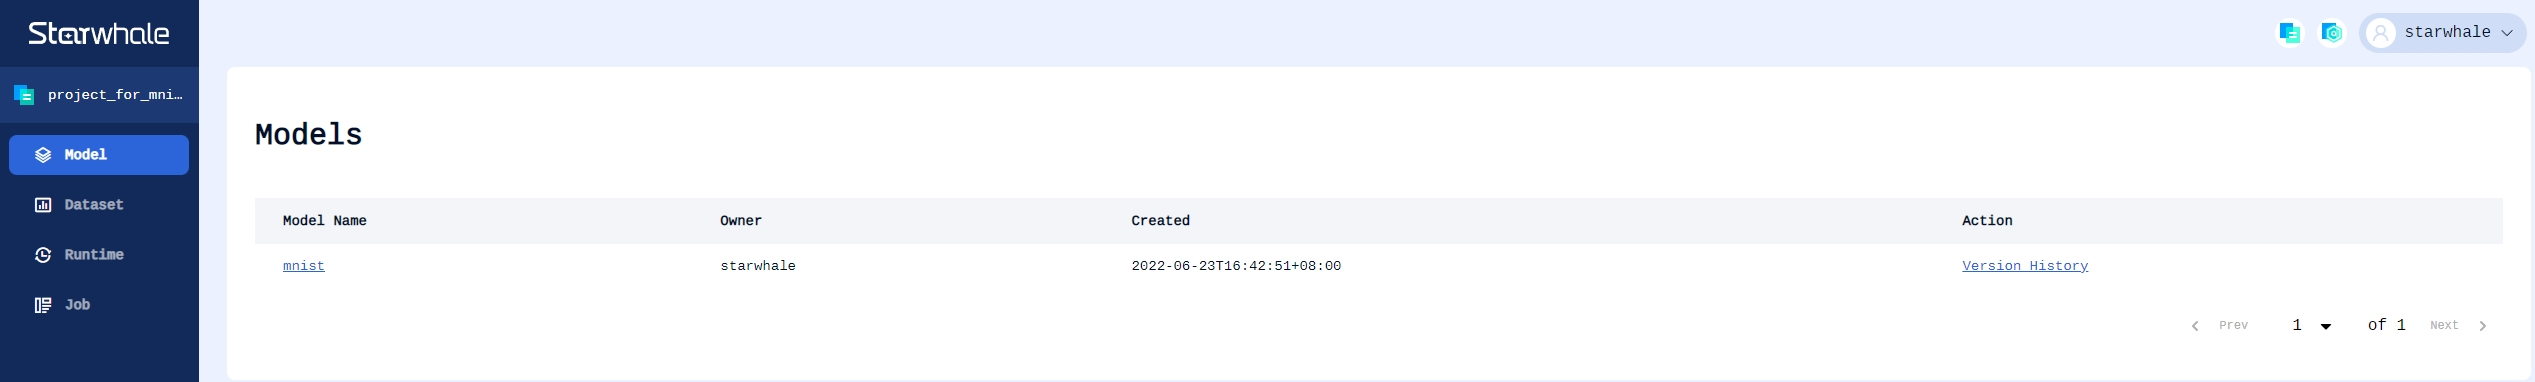 Starwhale
starwhale
project_for_mni…
Model
Dataset
Runtime
Job
Models
Model Name Owner Created Action
mnist starwhale 2022-06-23T16:42:51+08:00 Version History
Prev 1 of 1 Next